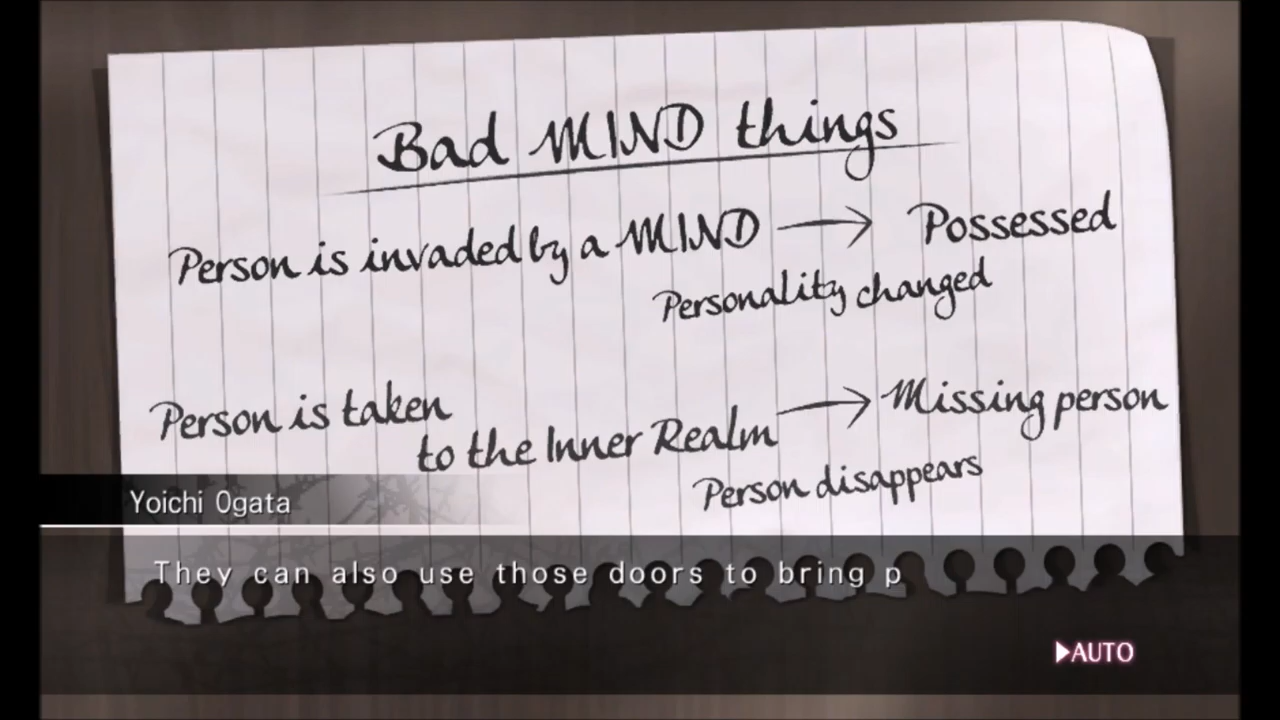 Bad MIND things
Person is invaded by a MIND → Possessed
Personality changed
Person is taken
to the Inner Realm → Missing person
Person disappears
Yoichi Ogata
They can also use those doors to bring p
▶AUTO